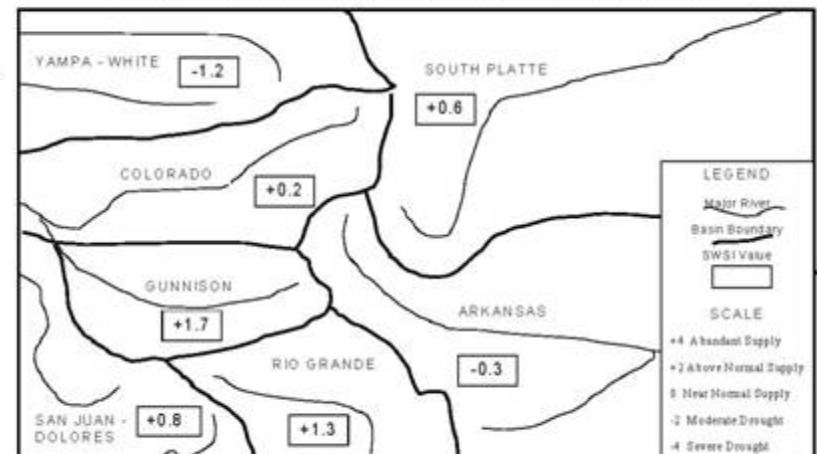 YAMPA - WHITE
-1.2
SOUTH PLATTE
+0.6
COLORADO
+0.2
GUNNISON
+1.7
ARKANSAS
-0.3
RIO GRANDE
+1.3
SAN JUAN -
DOLORES
+0.8
LEGEND
Major River
Basin Boundary
SWSI Value
SCALE
+4 Abundant Supply
+2 Above Normal Supply
0 Near Normal Supply
-2 Moderate Drought
-4 Severe Drought